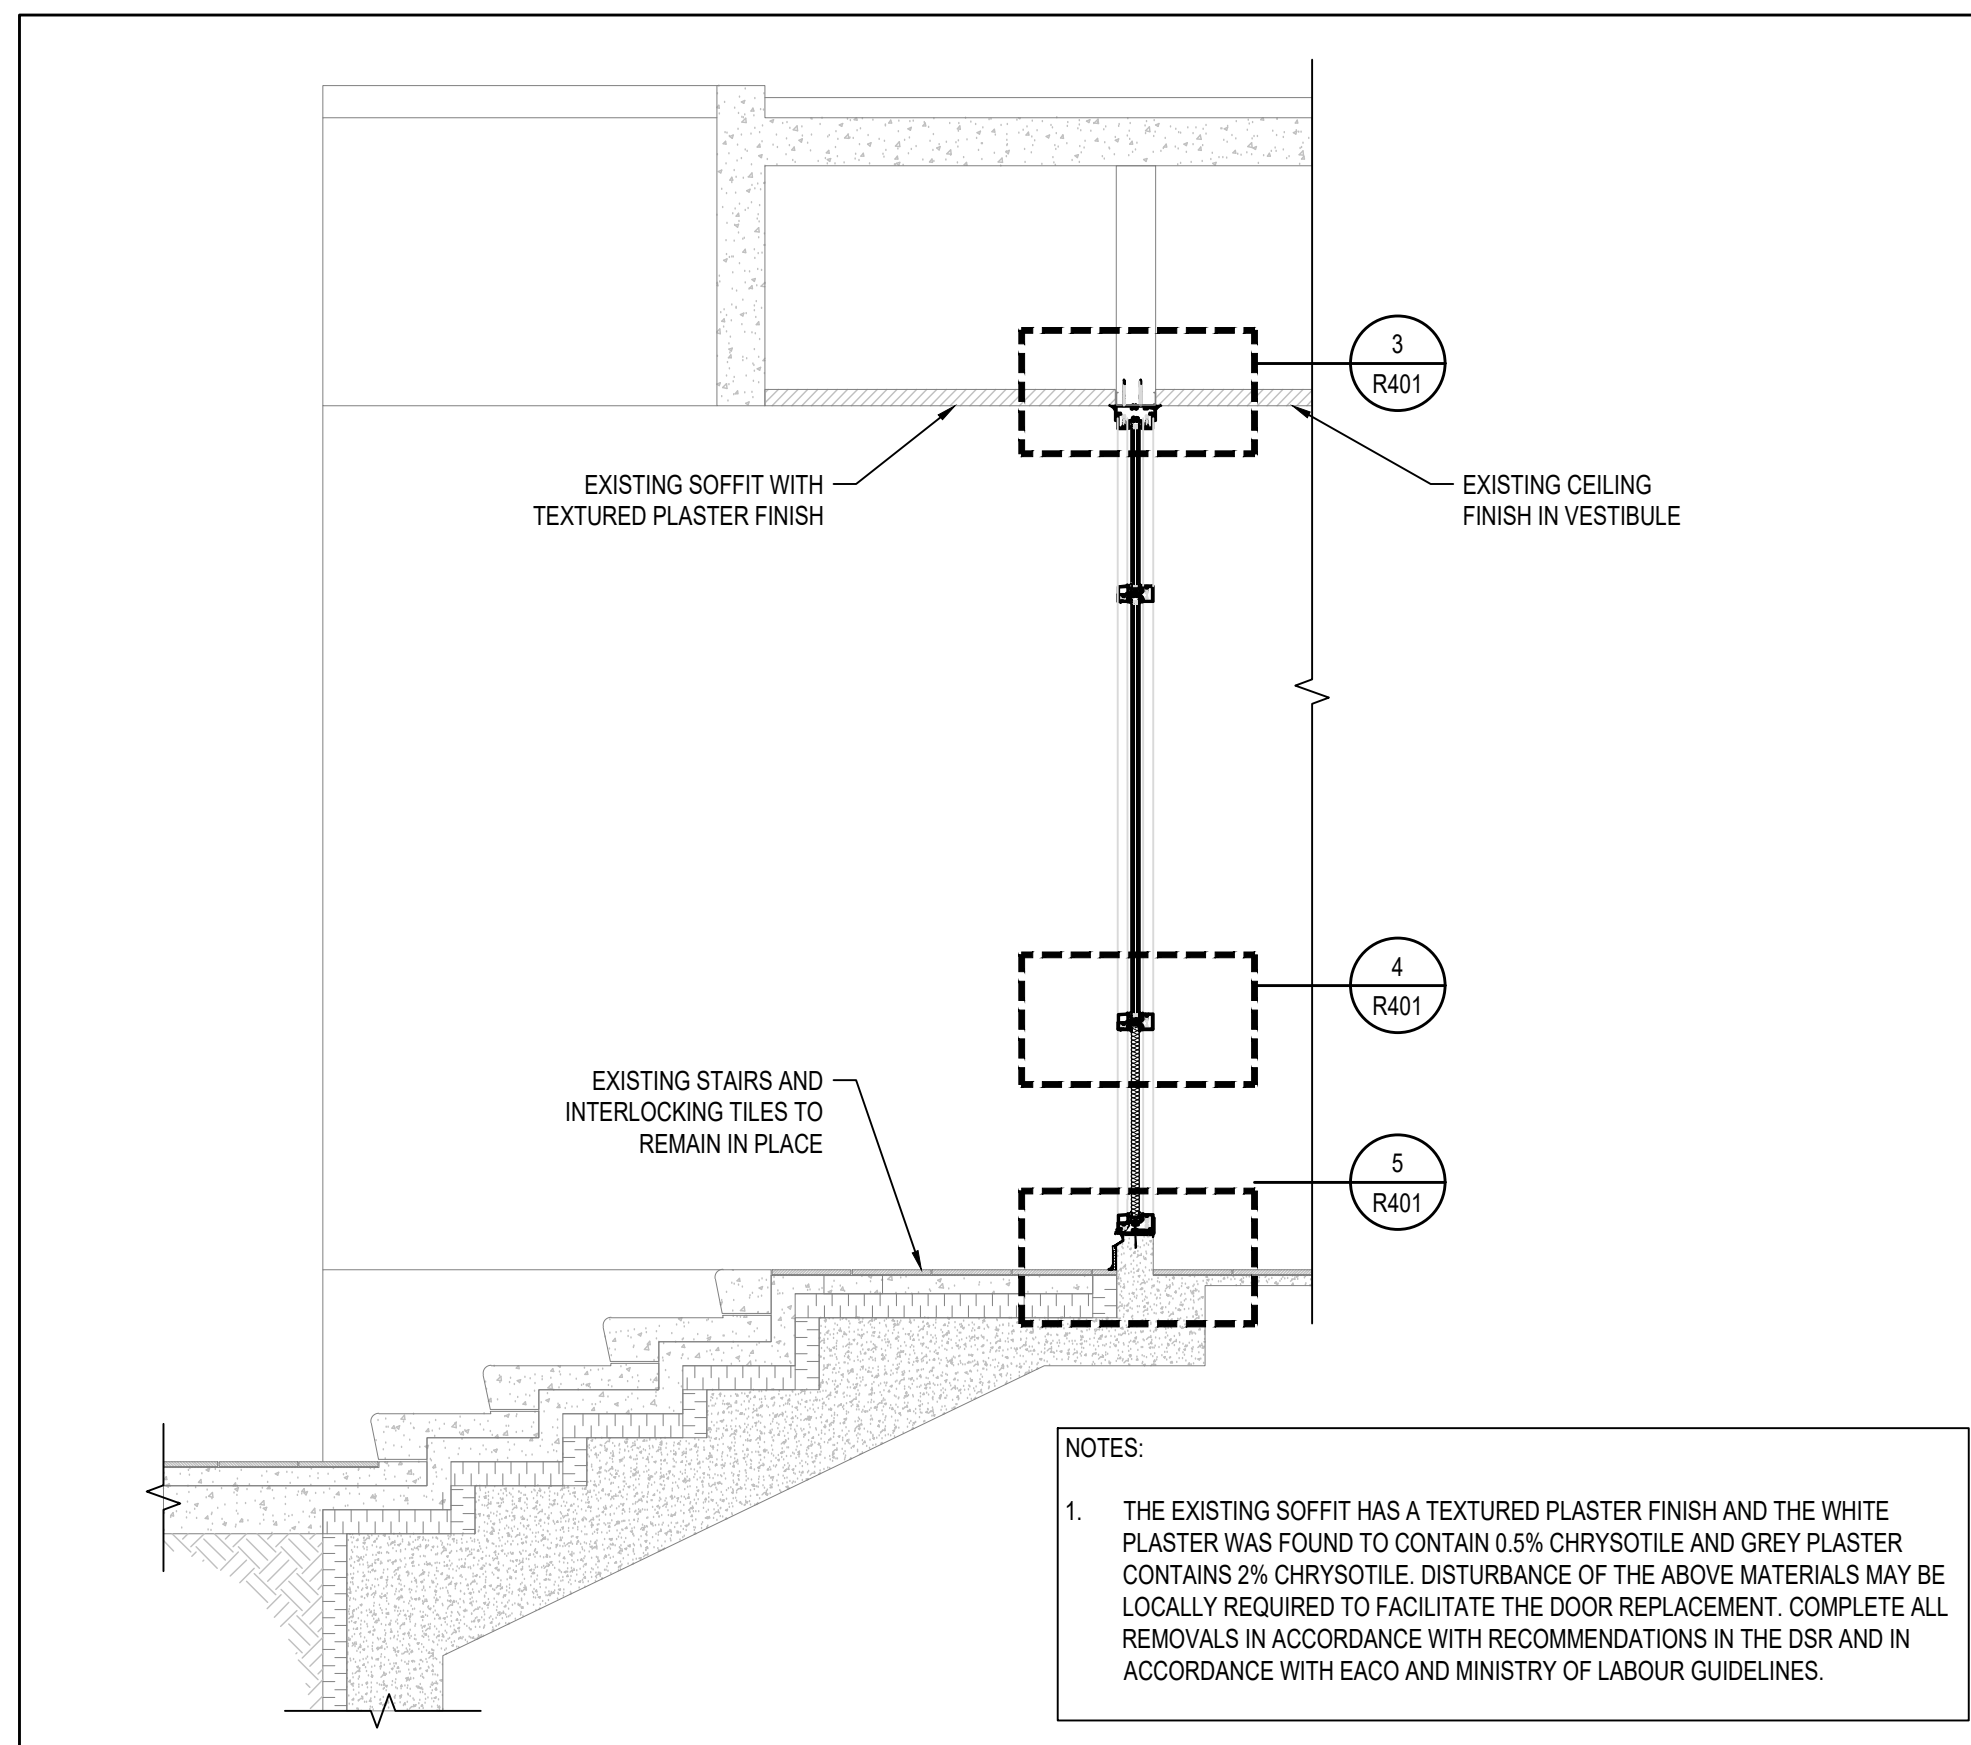 3
R401
EXISTING SOFFIT WITH
TEXTURED PLASTER FINISH
EXISTING CEILING
FINISH IN VESTIBULE
4
R401
EXISTING STAIRS AND
INTERLOCKING TILES TO
REMAIN IN PLACE
5
R401
NOTES:
1. THE EXISTING SOFFIT HAS A TEXTURED PLASTER FINISH AND THE WHITE
PLASTER WAS FOUND TO CONTAIN 0.5% CHRYSOTILE AND GREY PLASTER
CONTAINS 2% CHRYSOTILE. DISTURBANCE OF THE ABOVE MATERIALS MAY BE
LOCALLY REQUIRED TO FACILITATE THE DOOR REPLACEMENT. COMPLETE ALL
REMOVALS IN ACCORDANCE WITH RECOMMENDATIONS IN THE DSR AND IN
ACCORDANCE WITH EACO AND MINISTRY OF LABOUR GUIDELINES.